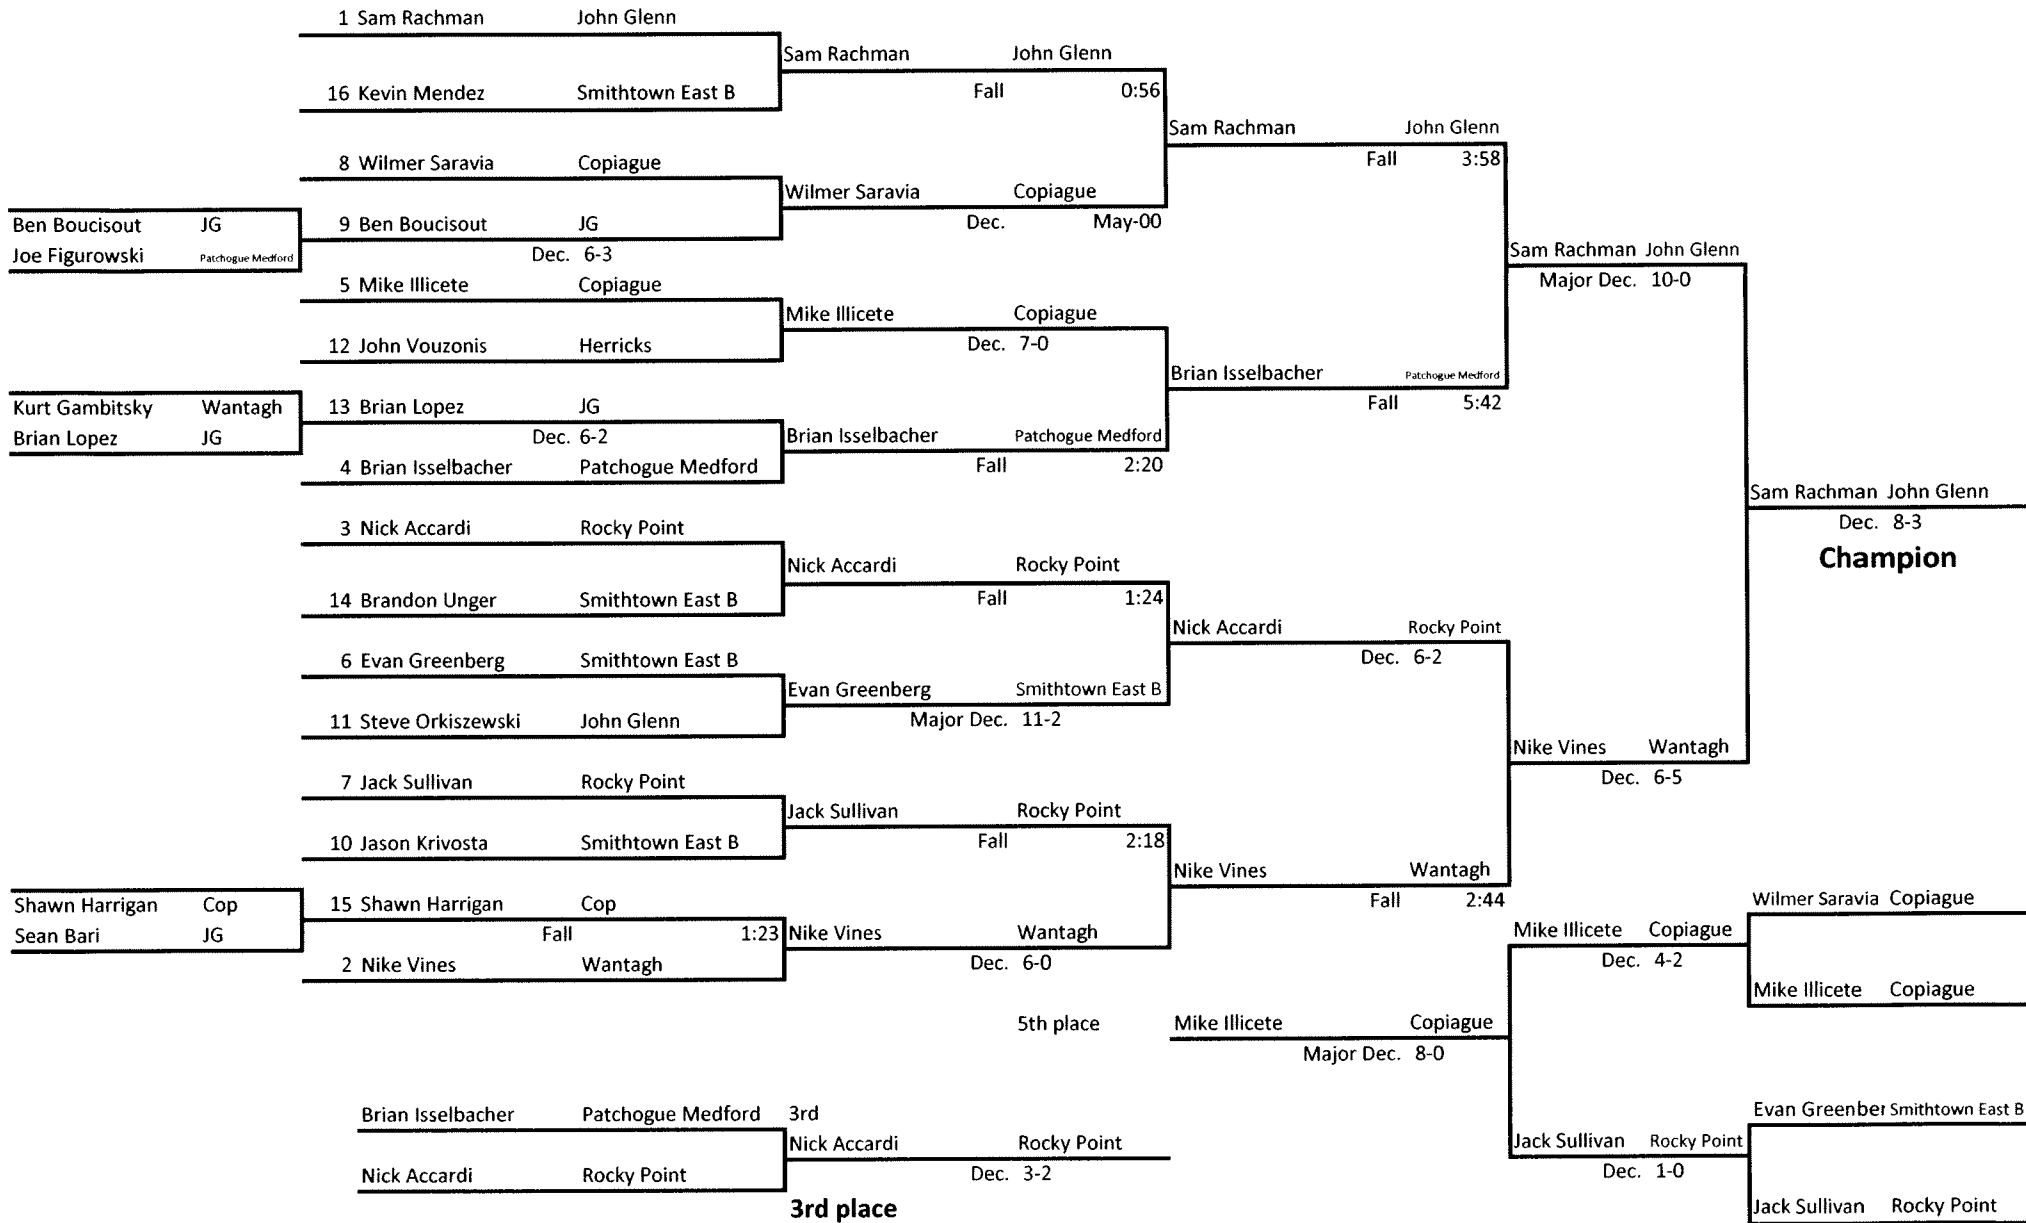 1 Sam Rachman John Glenn
Sam Rachman John Glenn
Fall 0:56
16 Kevin Mendez Smithtown East B
Sam Rachman John Glenn
Fall 3:58
8 Wilmer Saravia Copiague
Wilmer Saravia Copiague
Dec. May-00
Ben Boucisout JG
Joe Figurowski Patchogue Medford
9 Ben Boucisout JG
Dec. 6-3
Sam Rachman John Glenn
Major Dec. 10-0
5 Mike Illicete Copiague
Mike Illicete Copiague
Dec. 7-0
12 John Vouzonis Herricks
Brian Isselbacher Patchogue Medford
Fall 5:42
Kurt Gambitsky Wantagh
Brian Lopez JG
13 Brian Lopez JG
Dec. 6-2
Brian Isselbacher Patchogue Medford
Fall 2:20
4 Brian Isselbacher Patchogue Medford
Sam Rachman John Glenn
Dec. 8-3
Champion
3 Nick Accardi Rocky Point
Nick Accardi Rocky Point
Fall 1:24
14 Brandon Unger Smithtown East B
Nick Accardi Rocky Point
Dec. 6-2
6 Evan Greenberg Smithtown East B
Evan Greenberg Smithtown East B
Major Dec. 11-2
11 Steve Orkiszewski John Glenn
Nike Vines Wantagh
Dec. 6-5
7 Jack Sullivan Rocky Point
Jack Sullivan Rocky Point
Fall 2:18
10 Jason Krivosta Smithtown East B
Nike Vines Wantagh
Fall 2:44
Shawn Harrigan Cop
Sean Bari JG
15 Shawn Harrigan Cop
Fall 1:23
Nike Vines Wantagh
Dec. 6-0
2 Nike Vines Wantagh
Wilmer Saravia Copiague
Mike Illicete Copiague
Dec. 4-2
Mike Illicete Copiague
5th place
Mike Illicete Copiague
Major Dec. 8-0
Brian Isselbacher Patchogue Medford 3rd
Nick Accardi Rocky Point
Dec. 3-2
Nick Accardi Rocky Point
3rd place
Evan Greenber Smithtown East B
Jack Sullivan Rocky Point
Dec. 1-0
Jack Sullivan Rocky Point